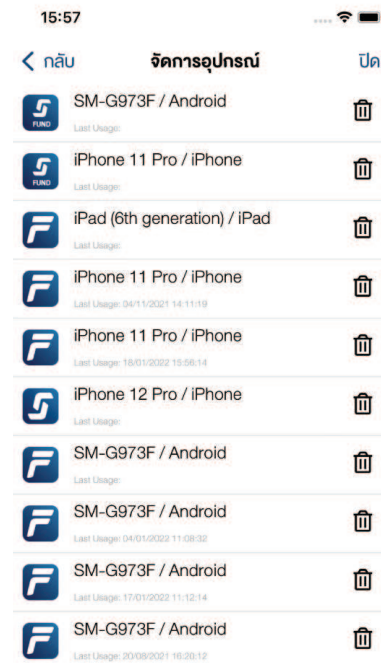 15:57
กลับ
จัดการอุปกรณ์
ปิด
FUND
SM-G973F / Android
Last Usage:
FUND
iPhone 11 Pro / iPhone
Last Usage:
iPad (6th generation) / iPad
Last Usage:
iPhone 11 Pro / iPhone
Last Usage: 04/11/2021 14:11:19
iPhone 11 Pro / iPhone
Last Usage: 18/01/2022 15:56:14
iPhone 12 Pro / iPhone
Last Usage:
SM-G973F / Android
Last Usage:
SM-G973F / Android
Last Usage: 04/01/2022 11:08:32
SM-G973F / Android
Last Usage: 17/01/2022 11:12:14
SM-G973F / Android
Last Usage: 20/08/2021 16:20:12